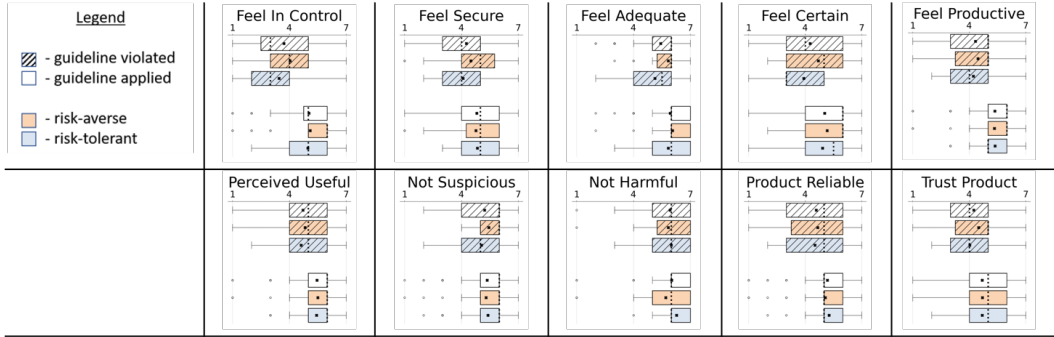 Legend
- guideline violated
- guideline applied
- risk-averse
- risk-tolerant
Feel In Control
1 4 7
Feel Secure
1 4 7
Feel Adequate
1 4 7
Feel Certain
1 4 7
Feel Productive
1 4 7
Perceived Useful
1 4 7
Not Suspicious
1 4 7
Not Harmful
1 4 7
Product Reliable
1 4 7
Trust Product
1 4 7